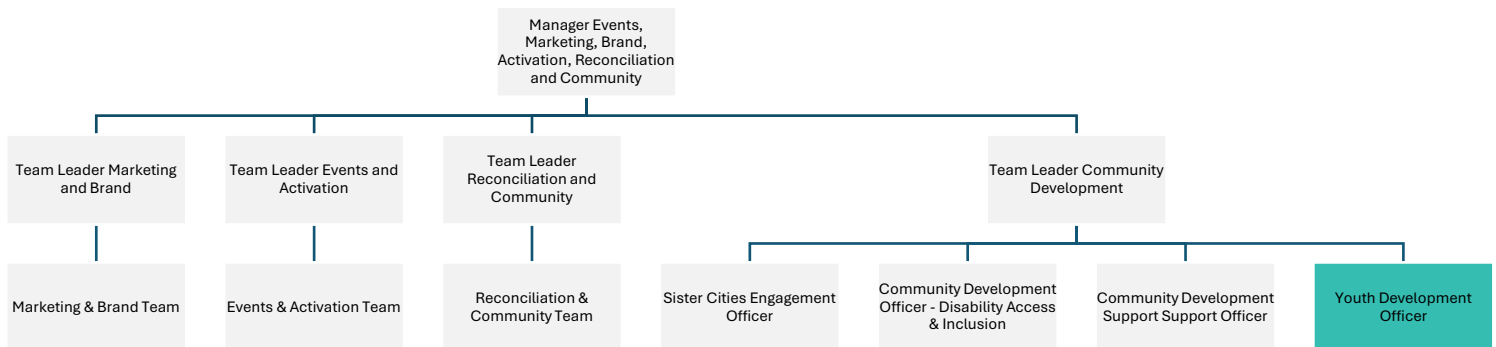 Manager Events,
Marketing, Brand,
Activation, Reconciliation
and Community
Team Leader Marketing
and Brand
Team Leader Events and
Activation
Team Leader
Reconciliation and
Community
Team Leader Community
Development
Marketing & Brand Team
Events & Activation Team
Reconciliation &
Community Team
Sister Cities Engagement
Officer
Community Development
Officer - Disability Access
& Inclusion
Community Development
Support Support Officer
Youth Development
Officer